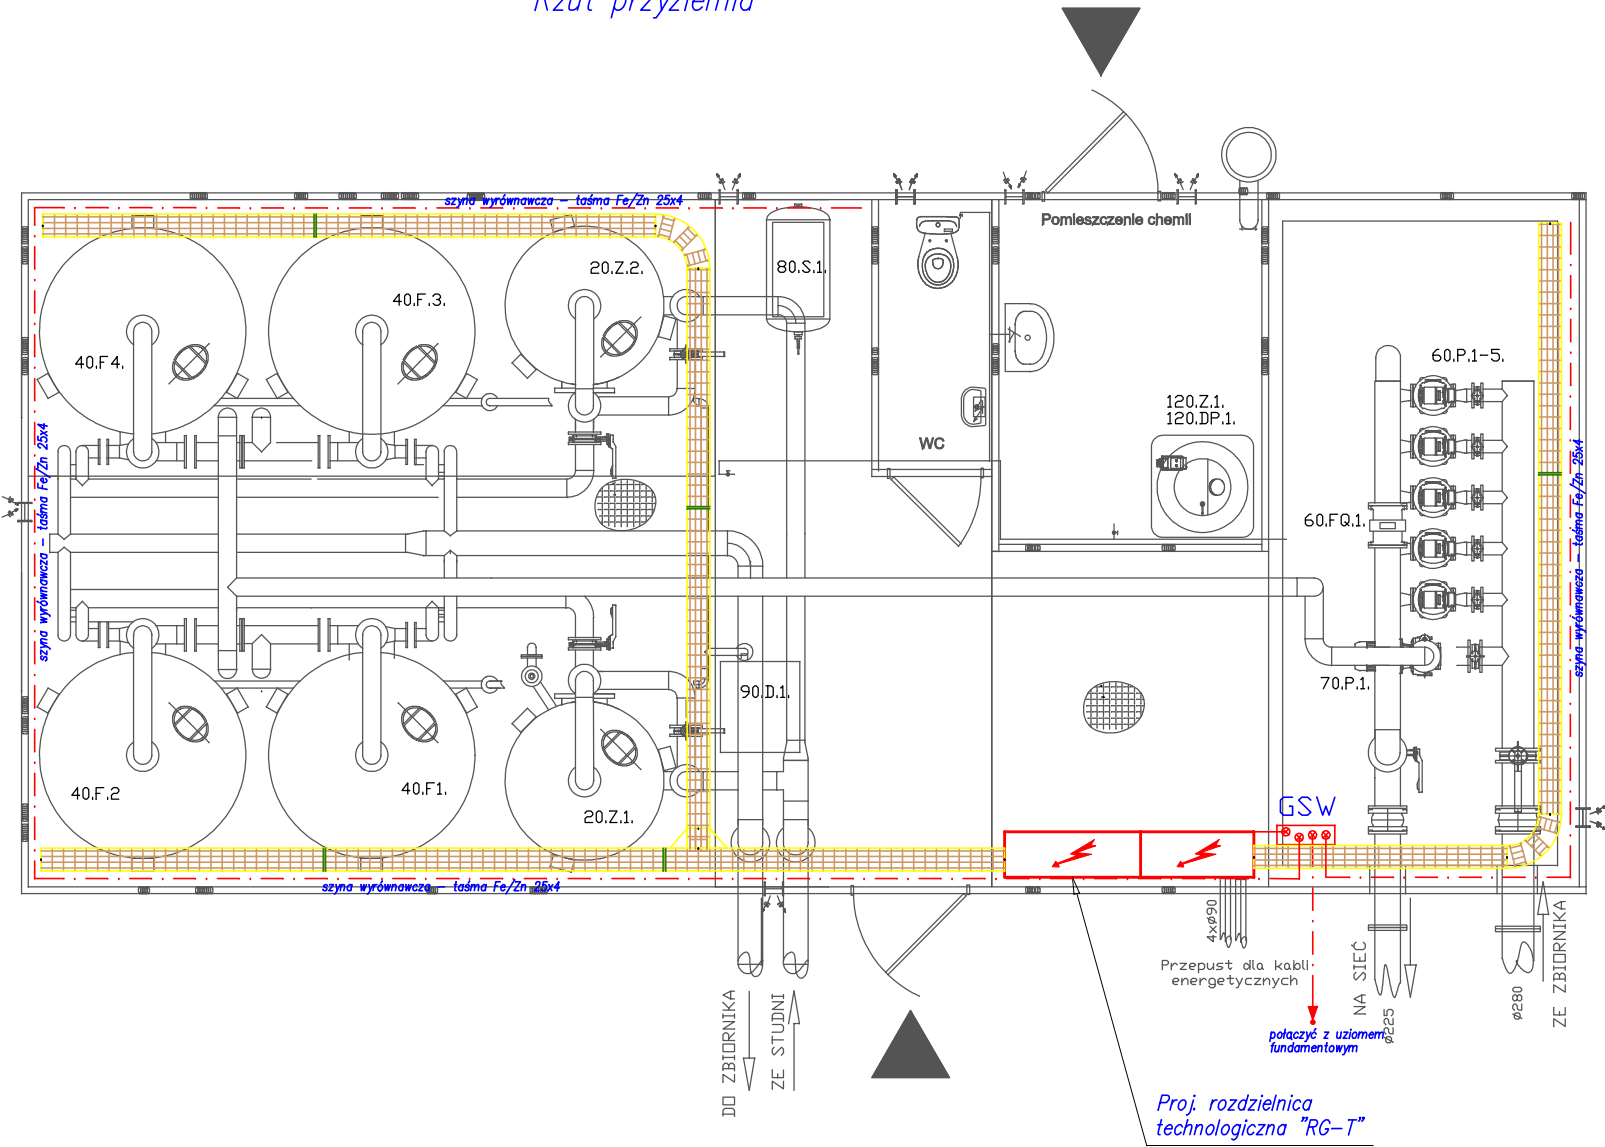 Rzut przyziemia
szyna wyrównawcza – taśma Fe/Zn 25x4
Pomieszczenie chemii
20.Z.2.
80.S.1.
40.F.3.
40.F4.
60.P.1-5.
120.Z.1.
120.DP.1.
WC
szyna wyrównawcza – taśma Fe/Zn 25x4
60.FQ.1.
szyna wyrównawcza – taśma Fe/Zn 25x4
70.P.1.
90.D.1.
40.F.2
40.F1.
20.Z.1.
GSW
szyna wyrównawcza – taśma Fe/Zn 25x4
4xø90
Przepust dla kabli
energetycznych
NA SIEĆ
ø225
ø280
ZE ZBIORNIKA
DO ZBIORNIKA
ZE STUDNI
połączyć z uziomem
fundamentowym
Proj. rozdzielnica
technologiczna "RG-T"